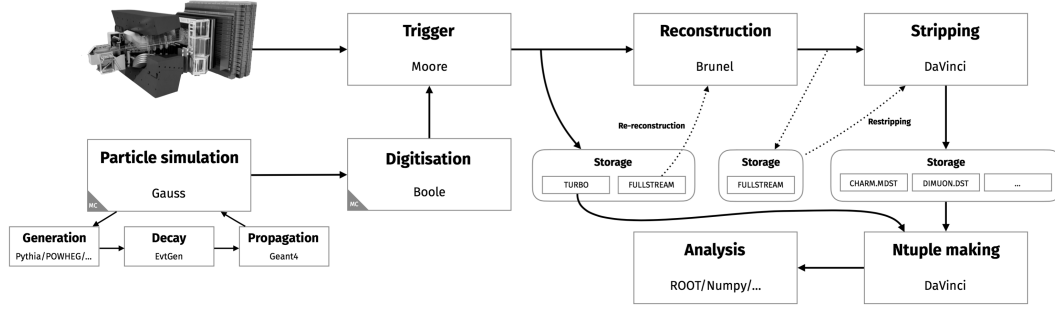 Trigger
Moore
Reconstruction
Brunel
Stripping
DaVinci
Re-reconstruction
Restripping
Particle simulation
Gauss
MC
Digitisation
Boole
MC
Storage
TURBO
FULLSTREAM
Storage
FULLSTREAM
Storage
CHARM.MDST
DIMUON.DST
...
Generation
Pythia/POWHEG/...
Decay
EvtGen
Propagation
Geant4
Analysis
ROOT/Numpy/...
Ntuple making
DaVinci